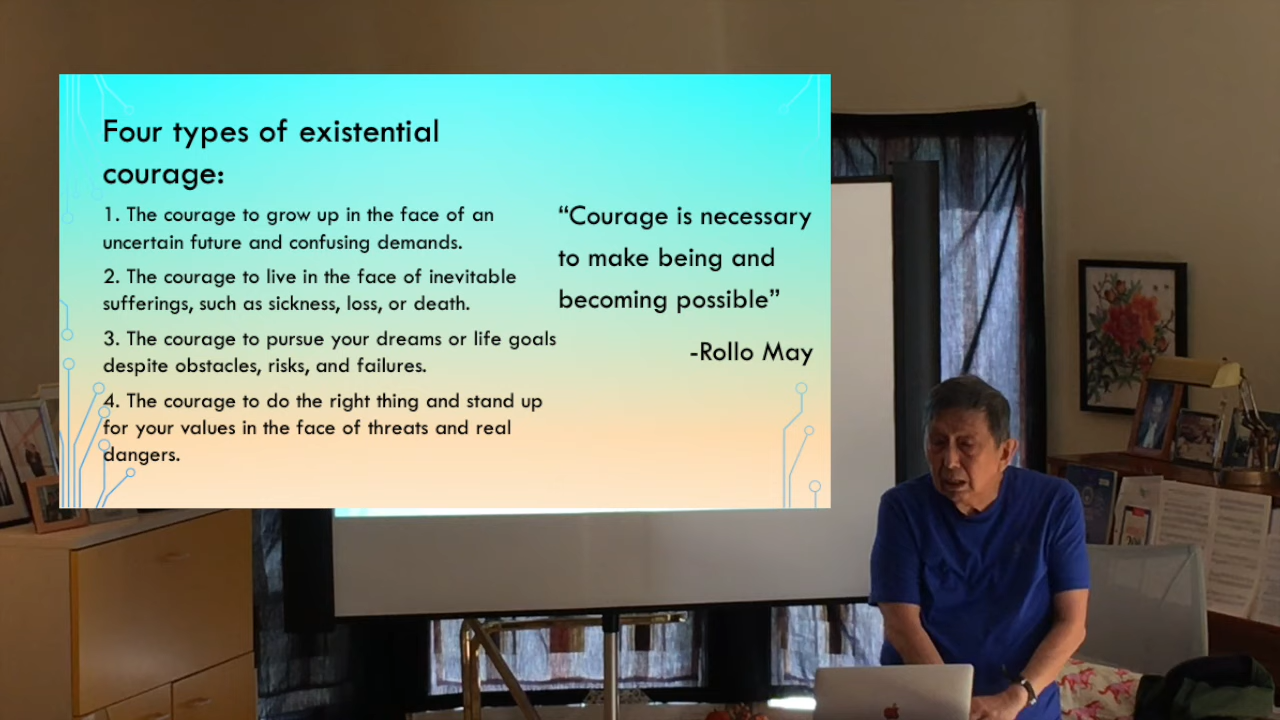 Four types of existential
courage:
1. The courage to grow up in the face of an
uncertain future and confusing demands.
2. The courage to live in the face of inevitable
sufferings, such as sickness, loss, or death.
3. The courage to pursue your dreams or life goals
despite obstacles, risks, and failures.
4. The courage to do the right thing and stand up
for your values in the face of threats and real
dangers.
“Courage is necessary
to make being and
becoming possible”
-Rollo May